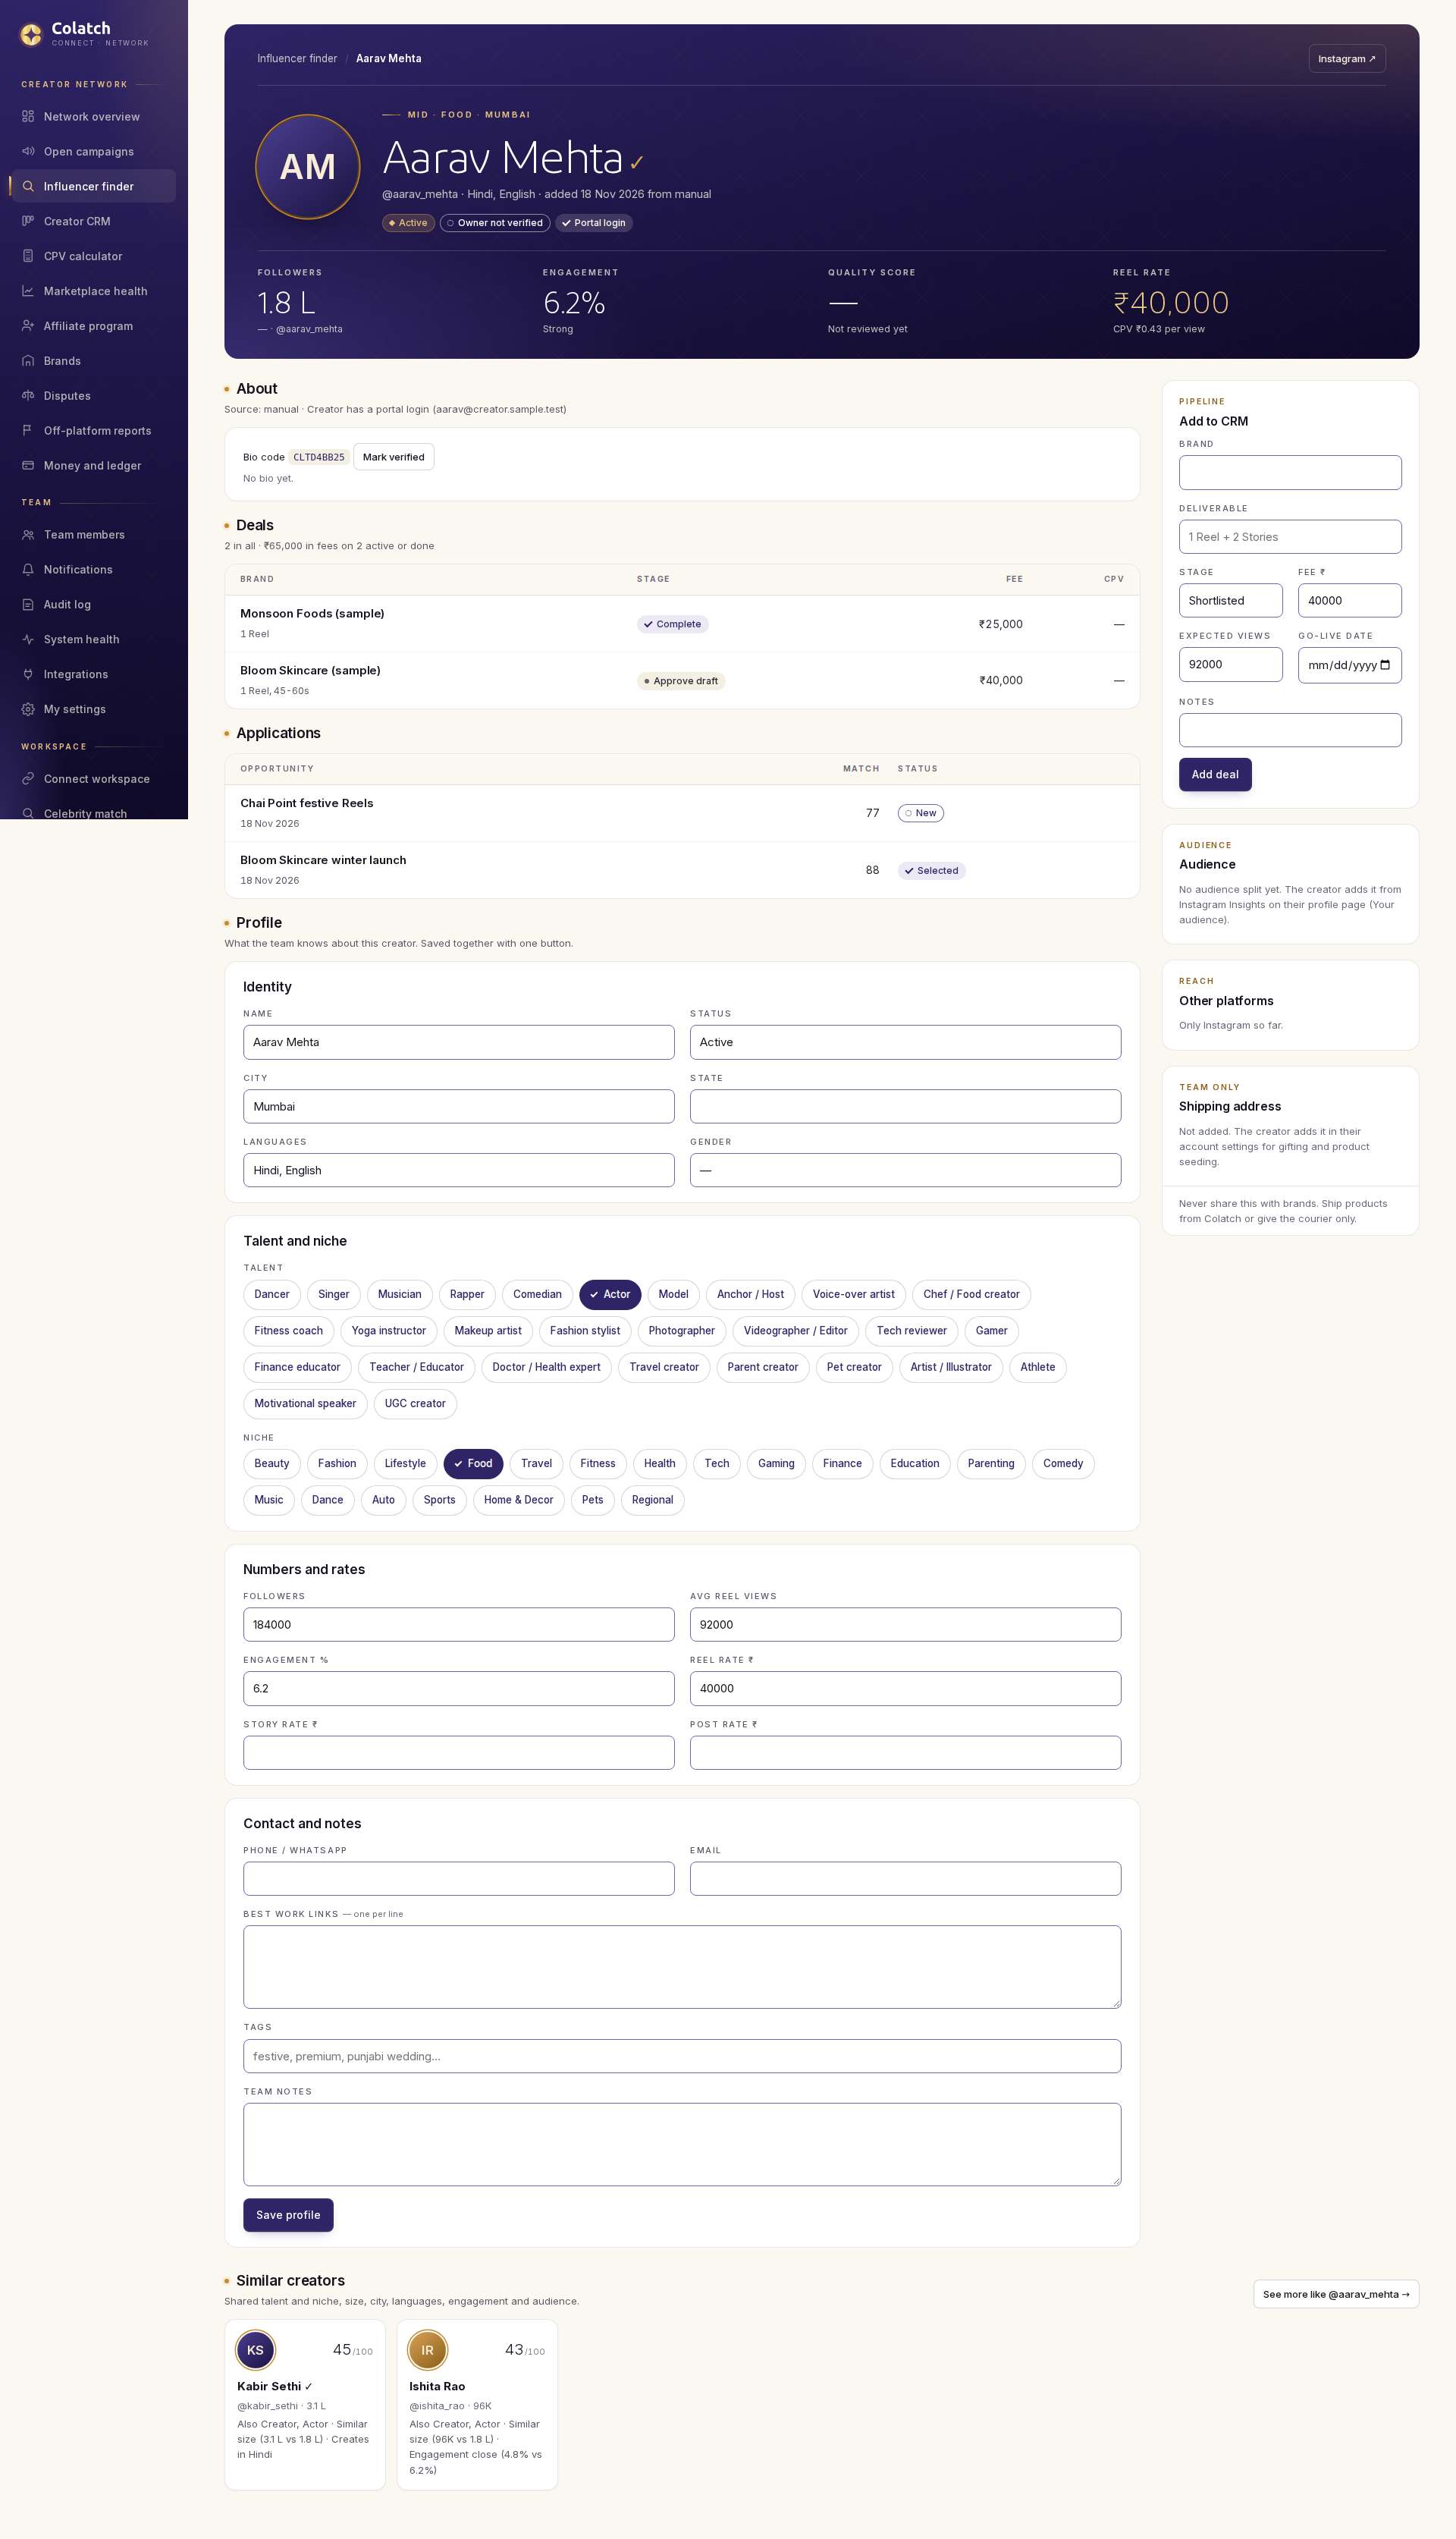 Colatch
CONNECT · NETWORK
CREATOR NETWORK
Network overview
Open campaigns
Influencer finder
Creator CRM
CPV calculator
Marketplace health
Affiliate program
Brands
Disputes
Off-platform reports
Money and ledger
TEAM
Team members
Notifications
Audit log
System health
Integrations
My settings
WORKSPACE
Connect workspace
Celebrity match
Influencer finder / Aarav Mehta
Instagram ↗
MID · FOOD · MUMBAI
AM
Aarav Mehta ✓
@aarav_mehta · Hindi, English · added 18 Nov 2026 from manual
Active
Owner not verified
Portal login
FOLLOWERS
1.8 L
— · @aarav_mehta
ENGAGEMENT
6.2%
Strong
QUALITY SCORE
—
Not reviewed yet
REEL RATE
₹40,000
CPV ₹0.43 per view
About
Source: manual · Creator has a portal login (aarav@creator.sample.test)
Bio code CLTD4BB25 Mark verified
No bio yet.
Deals
2 in all · ₹65,000 in fees on 2 active or done
BRAND STAGE FEE CPV
Monsoon Foods (sample)
1 Reel
Complete ₹25,000 —
Bloom Skincare (sample)
1 Reel, 45-60s
Approve draft ₹40,000 —
Applications
OPPORTUNITY MATCH STATUS
Chai Point festive Reels
18 Nov 2026
77 New
Bloom Skincare winter launch
18 Nov 2026
88 Selected
Profile
What the team knows about this creator. Saved together with one button.
Identity
NAME
Aarav Mehta
STATUS
Active
CITY
Mumbai
STATE
LANGUAGES
Hindi, English
GENDER
—
Talent and niche
TALENT
Dancer Singer Musician Rapper Comedian ✓ Actor Model Anchor / Host Voice-over artist Chef / Food creator
Fitness coach Yoga instructor Makeup artist Fashion stylist Photographer Videographer / Editor Tech reviewer Gamer
Finance educator Teacher / Educator Doctor / Health expert Travel creator Parent creator Pet creator Artist / Illustrator Athlete
Motivational speaker UGC creator
NICHE
Beauty Fashion Lifestyle ✓ Food Travel Fitness Health Tech Gaming Finance Education Parenting Comedy
Music Dance Auto Sports Home & Decor Pets Regional
Numbers and rates
FOLLOWERS
184000
AVG REEL VIEWS
92000
ENGAGEMENT %
6.2
REEL RATE ₹
40000
STORY RATE ₹
POST RATE ₹
Contact and notes
PHONE / WHATSAPP
EMAIL
BEST WORK LINKS — one per line
TAGS
festive, premium, punjabi wedding...
TEAM NOTES
Save profile
PIPELINE
Add to CRM
BRAND
DELIVERABLE
1 Reel + 2 Stories
STAGE
Shortlisted
FEE ₹
40000
EXPECTED VIEWS
92000
GO-LIVE DATE
mm/dd/yyyy
NOTES
Add deal
AUDIENCE
Audience
No audience split yet. The creator adds it from
Instagram Insights on their profile page (Your
audience).
REACH
Other platforms
Only Instagram so far.
TEAM ONLY
Shipping address
Not added. The creator adds it in their
account settings for gifting and product
seeding.
Never share this with brands. Ship products
from Colatch or give the courier only.
Similar creators
Shared talent and niche, size, city, languages, engagement and audience.
See more like @aarav_mehta →
KS
45/100
Kabir Sethi ✓
@kabir_sethi · 3.1 L
Also Creator, Actor · Similar
size (3.1 L vs 1.8 L) · Creates
in Hindi
IR
43/100
Ishita Rao
@ishita_rao · 96K
Also Creator, Actor · Similar
size (96K vs 1.8 L) ·
Engagement close (4.8% vs
6.2%)